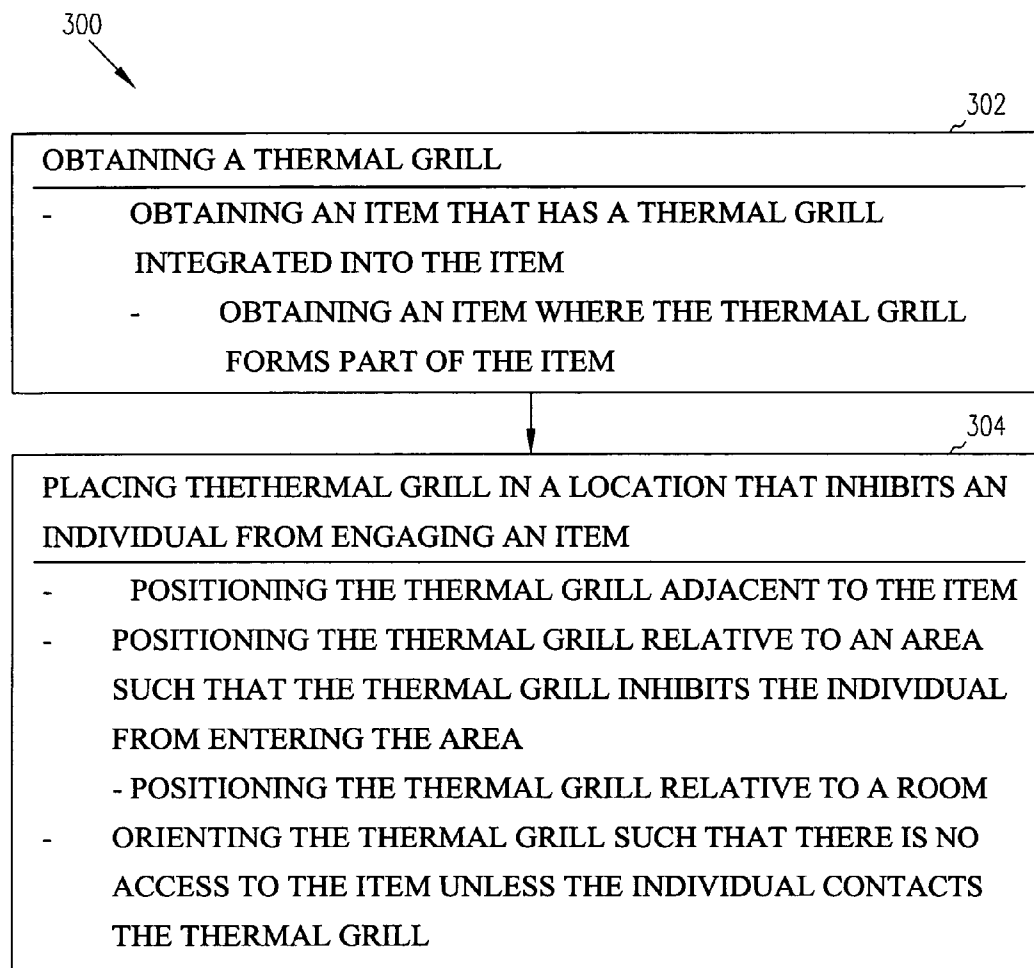 300
302
OBTAINING A THERMAL GRILL
- OBTAINING AN ITEM THAT HAS A THERMAL GRILL
INTEGRATED INTO THE ITEM
- OBTAINING AN ITEM WHERE THE THERMAL GRILL
FORMS PART OF THE ITEM
304
PLACING THETHERMAL GRILL IN A LOCATION THAT INHIBITS AN
INDIVIDUAL FROM ENGAGING AN ITEM
- POSITIONING THE THERMAL GRILL ADJACENT TO THE ITEM
- POSITIONING THE THERMAL GRILL RELATIVE TO AN AREA
SUCH THAT THE THERMAL GRILL INHIBITS THE INDIVIDUAL
FROM ENTERING THE AREA
- POSITIONING THE THERMAL GRILL RELATIVE TO A ROOM
- ORIENTING THE THERMAL GRILL SUCH THAT THERE IS NO
ACCESS TO THE ITEM UNLESS THE INDIVIDUAL CONTACTS
THE THERMAL GRILL